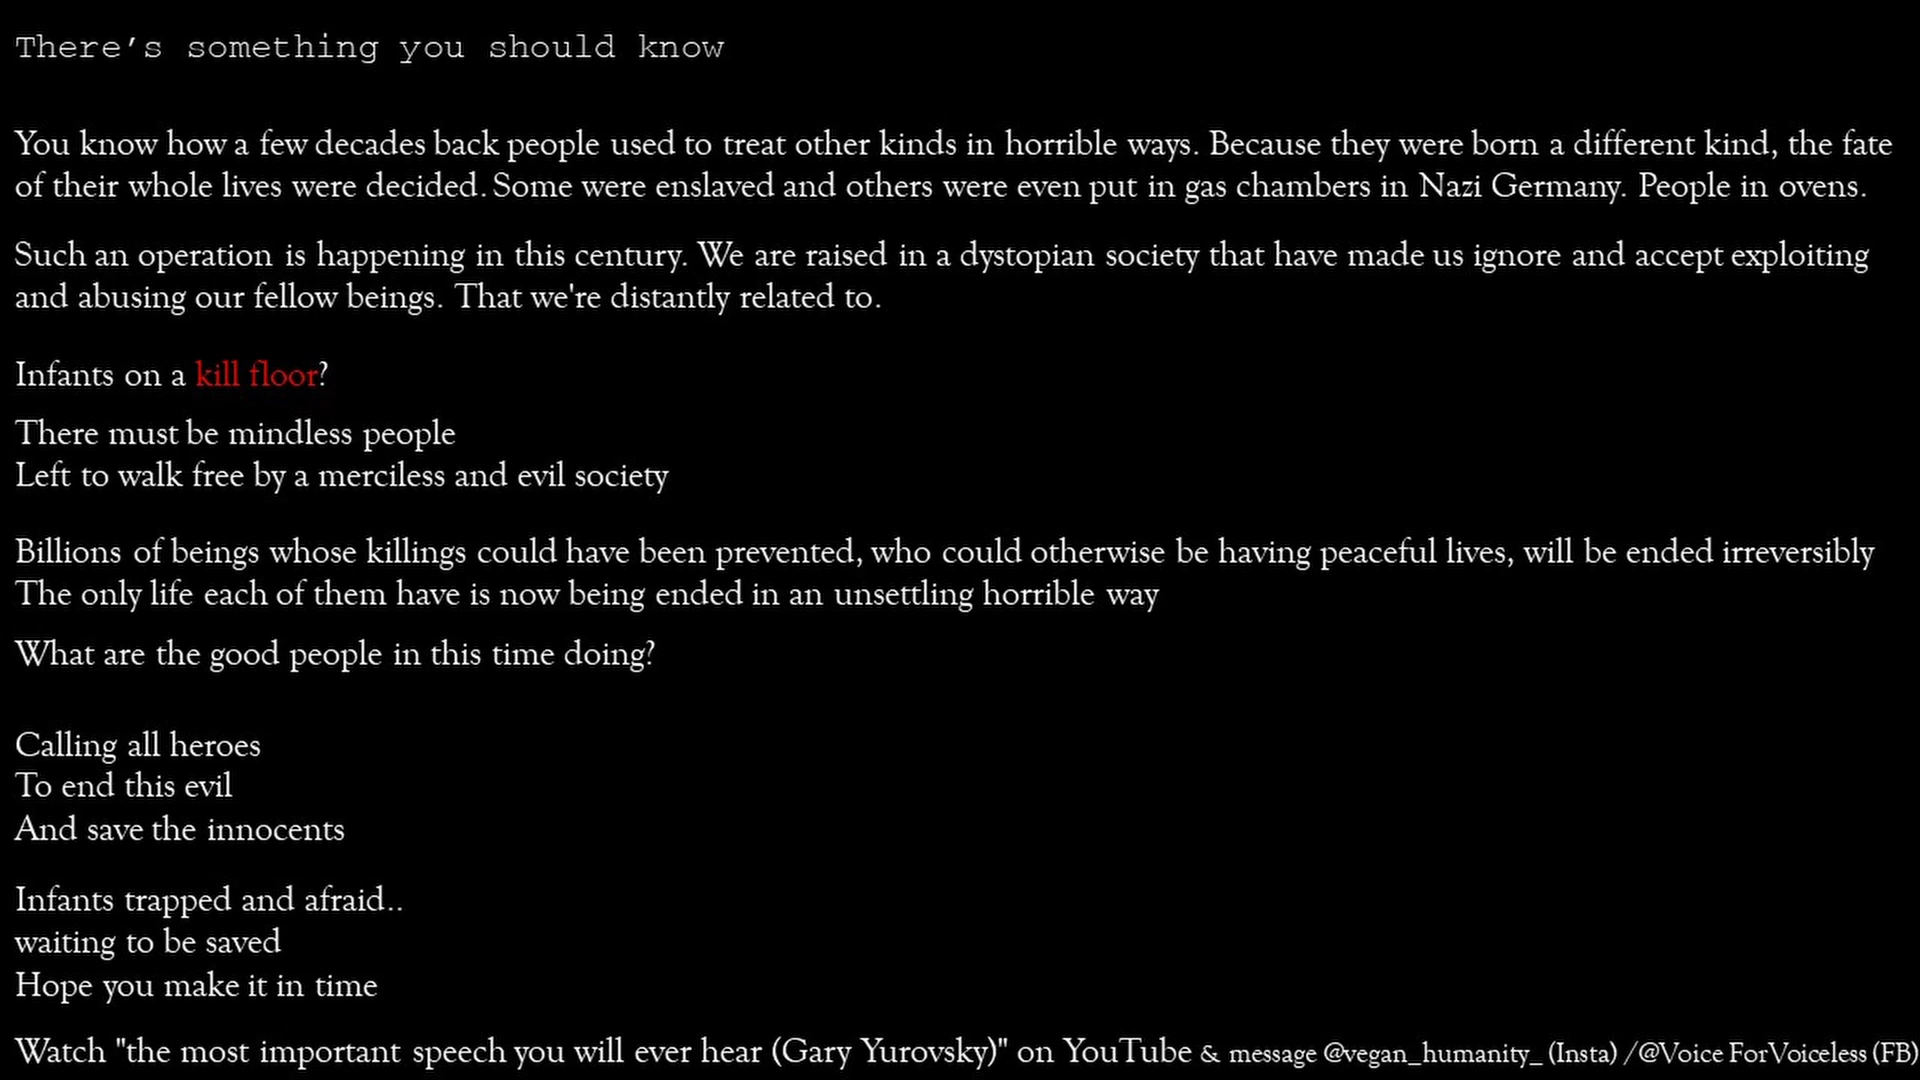 There's something you should know
You know how a few decades back people used to treat other kinds in horrible ways. Because they were born a different kind, the fate
of their whole lives were decided. Some were enslaved and others were even put in gas chambers in Nazi Germany. People in ovens.
Such an operation is happening in this century. We are raised in a dystopian society that have made us ignore and accept exploiting
and abusing our fellow beings. That we're distantly related to.
Infants on a kill floor?
There must be mindless people
Left to walk free by a merciless and evil society
Billions of beings whose killings could have been prevented, who could otherwise be having peaceful lives, will be ended irreversibly
The only life each of them have is now being ended in an unsettling horrible way
What are the good people in this time doing?
Calling all heroes
To end this evil
And save the innocents
Infants trapped and afraid..
waiting to be saved
Hope you make it in time
Watch "the most important speech you will ever hear (Gary Yurovsky)" on YouTube & message @vegan_humanity_ (Insta) /@Voice ForVoiceless (FB)